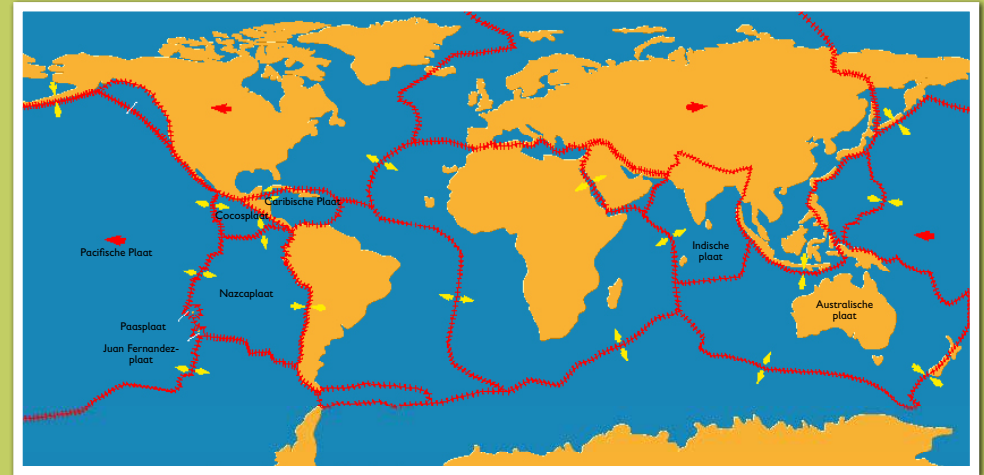 Caribische Plaat
Cocosplaat
Pacifische Plaat
Indische
plaat
Nazcaplaat
Australische
plaat
Paasplaat
Juan Fernandez-
plaat